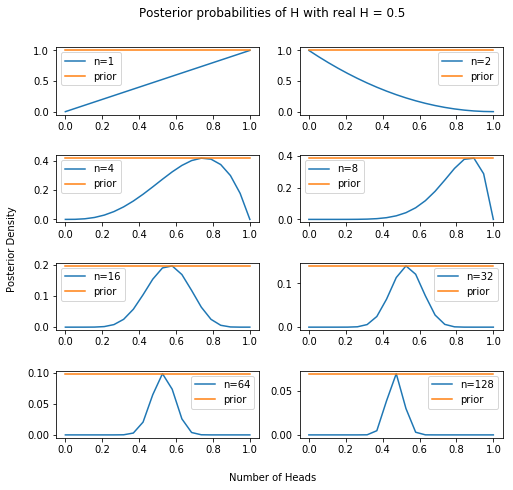 Posterior probabilities of H with real H = 0.5
1.0
0.5
0.0
n=1
prior
0.0 0.2 0.4 0.6 0.8 1.0
1.0
0.5
0.0
n=2
prior
0.0 0.2 0.4 0.6 0.8 1.0
0.4
0.2
0.0
n=4
prior
0.0 0.2 0.4 0.6 0.8 1.0
0.4
0.2
0.0
n=8
prior
0.0 0.2 0.4 0.6 0.8 1.0
Posterior Density
0.2
0.1
0.0
n=16
prior
0.0 0.2 0.4 0.6 0.8 1.0
0.1
0.0
n=32
prior
0.0 0.2 0.4 0.6 0.8 1.0
0.10
0.05
0.00
n=64
prior
0.0 0.2 0.4 0.6 0.8 1.0
0.05
0.00
n=128
prior
0.0 0.2 0.4 0.6 0.8 1.0
Number of Heads